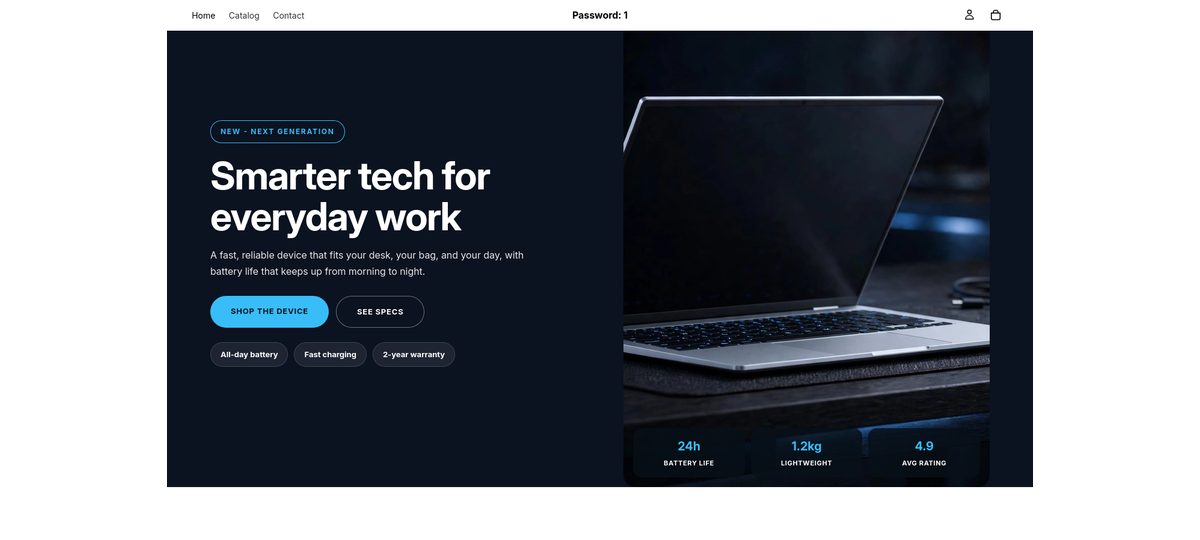 Home
Catalog
Contact
Password: 1
NEW - NEXT GENERATION
Smarter tech for
everyday work
A fast, reliable device that fits your desk, your bag, and your day, with
battery life that keeps up from morning to night.
SHOP THE DEVICE
SEE SPECS
All-day battery
Fast charging
2-year warranty
24h
BATTERY LIFE
1.2kg
LIGHTWEIGHT
4.9
AVG RATING